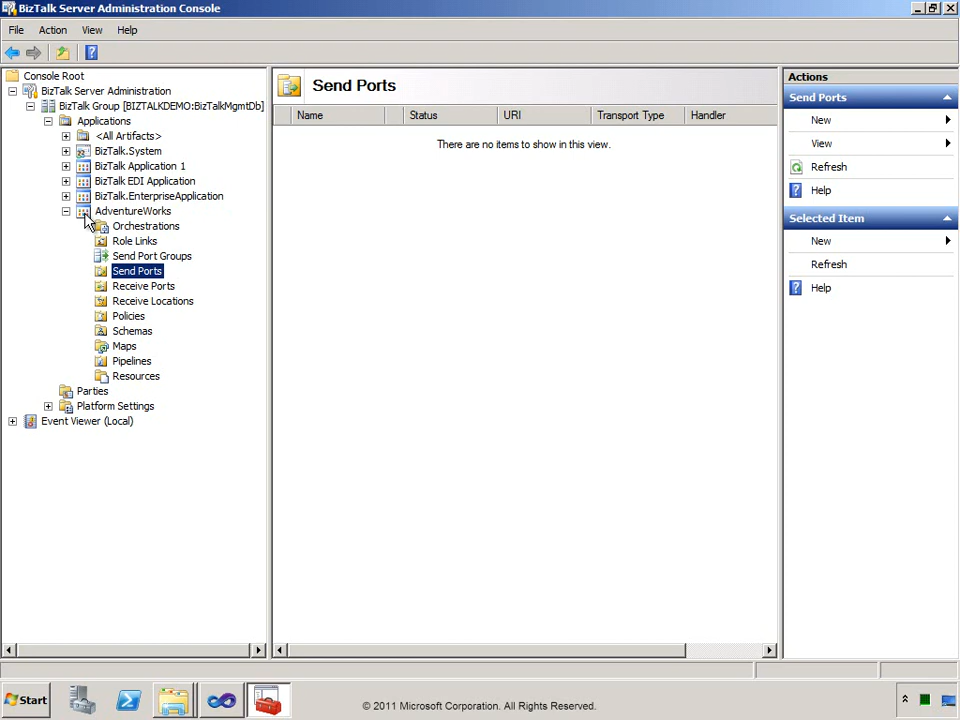 BizTalk Server Administration Console
File Action View Help
Console Root
BizTalk Server Administration
BizTalk Group [BIZTALKDEMO:BizTalkMgmtDb]
Applications
<All Artifacts>
BizTalk.System
BizTalk Application 1
BizTalk EDI Application
BizTalk.EnterpriseApplication
AdventureWorks
Orchestrations
Role Links
Send Port Groups
Send Ports
Receive Ports
Receive Locations
Policies
Schemas
Maps
Pipelines
Resources
Parties
Platform Settings
Event Viewer (Local)
Send Ports
Name Status URI Transport Type Handler
There are no items to show in this view.
Actions
Send Ports
New
View
Refresh
Help
Selected Item
New
Refresh
Help
Start
© 2011 Microsoft Corporation. All Rights Reserved.